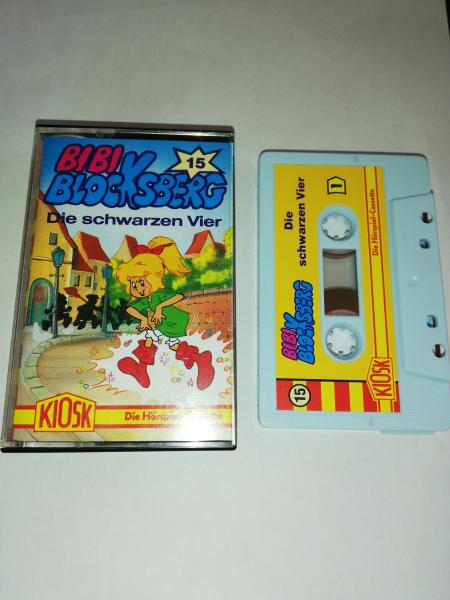 BIBI
BLOCKSBERG
15
Die schwarzen Vier
KIOSK
Die Hörspiel
Die
schwarzen Vier
1
BIBI
BLOCKSBERG
15
KIOSK
Die Hörspiel-Cassette